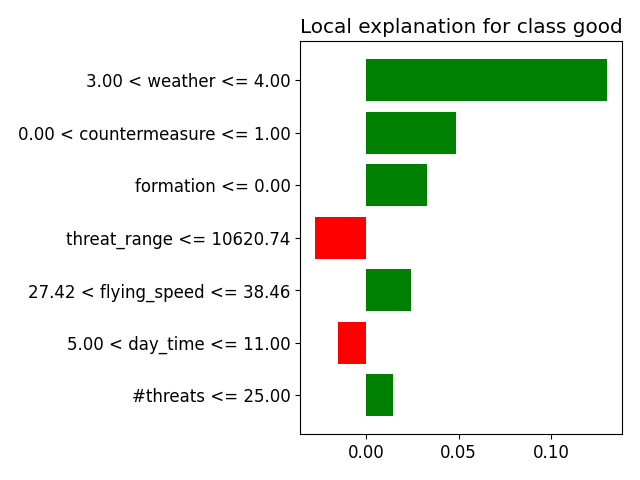 Local explanation for class good
3.00 < weather <= 4.00
0.00 < countermeasure <= 1.00
formation <= 0.00
threat_range <= 10620.74
27.42 < flying_speed <= 38.46
5.00 < day_time <= 11.00
#threats <= 25.00
0.00 0.05 0.10